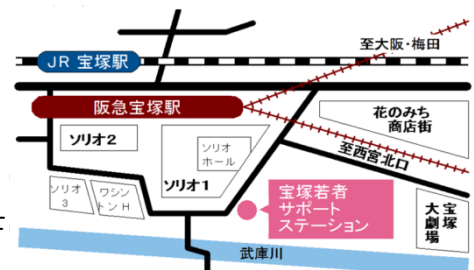 至大阪・梅田
JR 宝塚駅
阪急宝塚駅
花のみち
商店街
ソリオ2
ソリオ
ホール
至西宮北口
ソリオ1
ソリオ
3
ワシン
トンH
宝塚若者
サポート
ステーション
宝塚
大劇場
武庫川